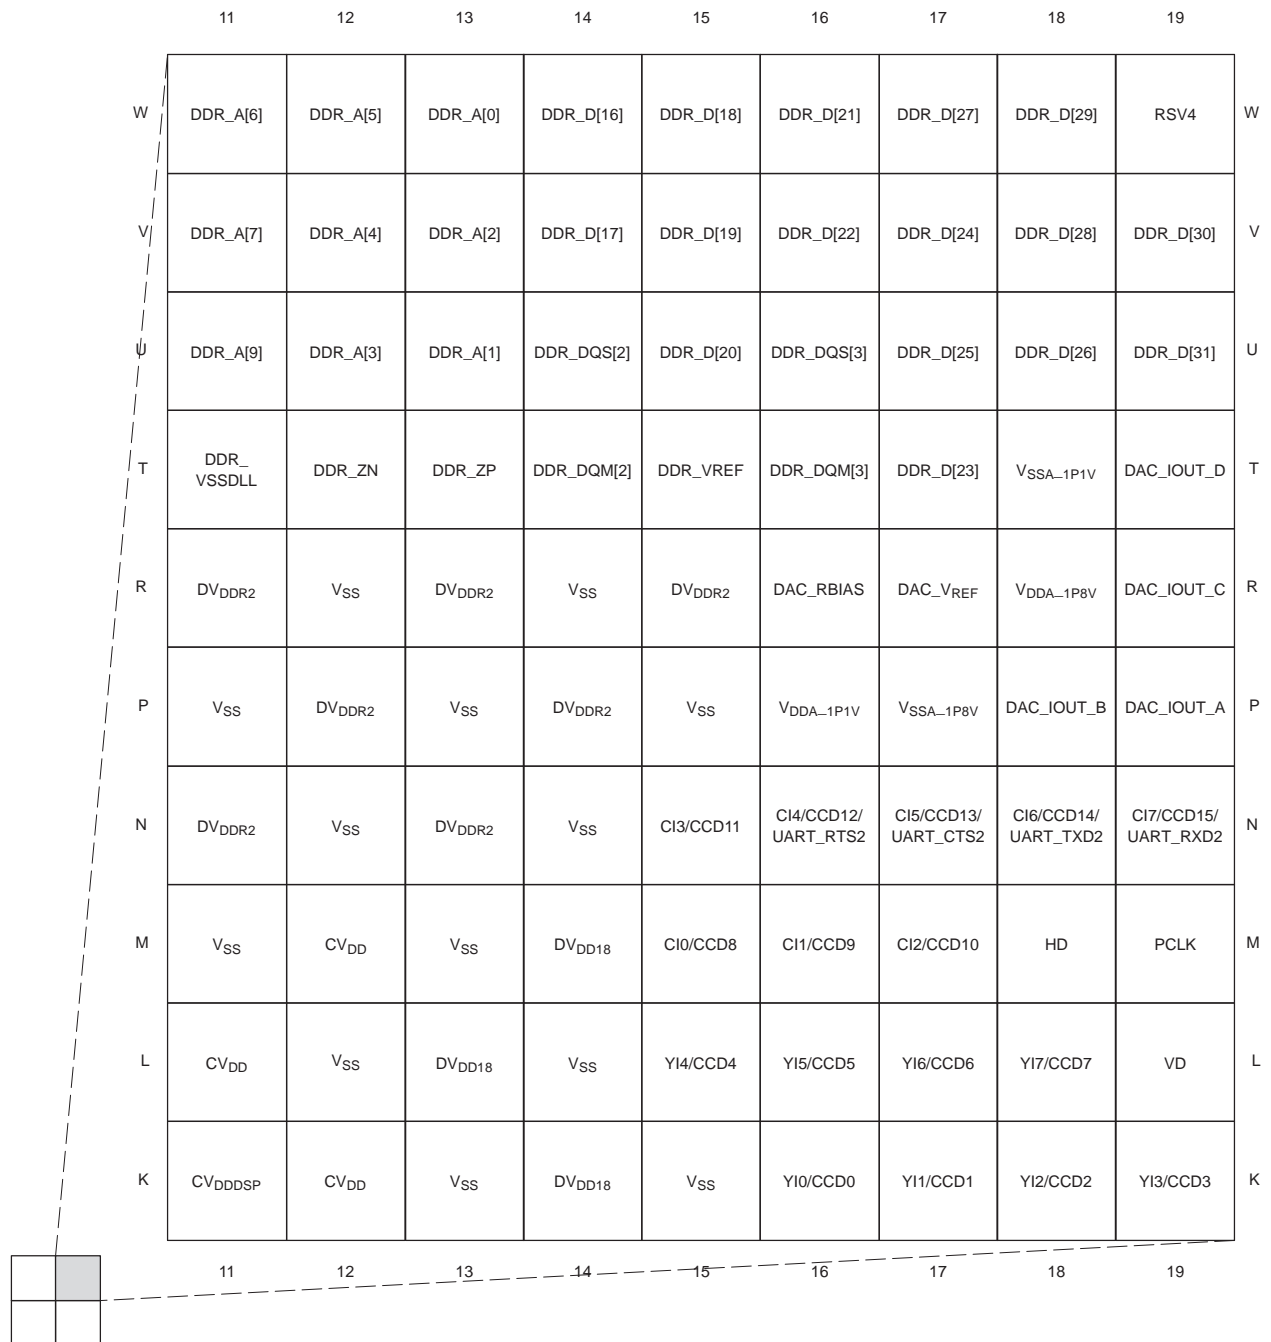 11 12 13 14 15 16 17 18 19
W DDR_A[6] DDR_A[5] DDR_A[0] DDR_D[16] DDR_D[18] DDR_D[21] DDR_D[27] DDR_D[29] RSV4 W
V DDR_A[7] DDR_A[4] DDR_A[2] DDR_D[17] DDR_D[19] DDR_D[22] DDR_D[24] DDR_D[28] DDR_D[30] V
U DDR_A[9] DDR_A[3] DDR_A[1] DDR_DQS[2] DDR_D[20] DDR_DQS[3] DDR_D[25] DDR_D[26] DDR_D[31] U
T DDR_ VSSDLL DDR_ZN DDR_ZP DDR_DQM[2] DDR_VREF DDR_DQM[3] DDR_D[23] VSSA_1P1V DAC_IOUT_D T
R DVDDR2 VSS DVDDR2 VSS DVDDR2 DAC_RBIAS DAC_VREF VDDA_1P8V DAC_IOUT_C R
P VSS DVDDR2 VSS DVDDR2 VSS VDDA_1P1V VSSA_1P8V DAC_IOUT_B DAC_IOUT_A P
N DVDDR2 VSS DVDDR2 VSS CI3/CCD11 CI4/CCD12/ UART_RTS2 CI5/CCD13/ UART_CTS2 CI6/CCD14/ UART_TXD2 CI7/CCD15/ UART_RXD2 N
M VSS CVDD VSS DVDD18 CI0/CCD8 CI1/CCD9 CI2/CCD10 HD PCLK M
L CVDD VSS DVDD18 VSS YI4/CCD4 YI5/CCD5 YI6/CCD6 YI7/CCD7 VD L
K CVDDDSP CVDD VSS DVDD18 VSS YI0/CCD0 YI1/CCD1 YI2/CCD2 YI3/CCD3 K
11 12 13 14 15 16 17 18 19